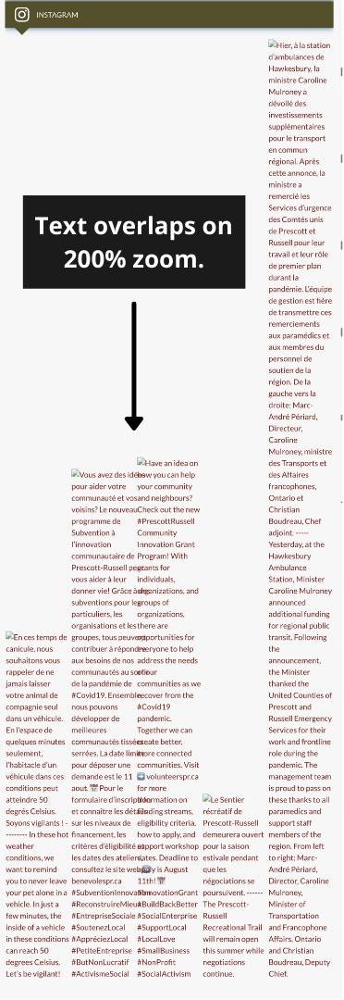 INSTAGRAM
Text overlaps on
200% zoom.
En ces temps de
canicule, nous
souhaitons vous
rappeler de ne
jamais laisser
votre animal de
compagnie seul
dans un véhicule.
En l'espace de
quelques minutes
seulement,
l'habitacle d'un
véhicule dans ces
conditions peut
atteindre 50
degrés Celsius.
Soyons vigilants ! -
-------- In these hot
weather
conditions, we
want to remind
you to never leave
your pet alone in a
vehicle. In just a
few minutes, the
inside of a vehicle
in these conditions
can reach 50
degrees Celsius.
Let's be vigilant!
Vous avez des idées
pour aider votre
communauté et vos
voisins? Le nouveau
programme de
Subvention à
l'innovation
communautaire de
Prescott-Russell peut
vous aider à leur
donner vie! Grâce à des
subventions pour les
particuliers, les
organisations et les
groupes, tous peuvent
contribuer à répondre
aux besoins de nos
communautés au sortir
de la pandémie de
#Covid19. Ensemble,
nous pouvons
développer de
meilleures
communautés tissées
serrées. La date limite
pour déposer une
demande est le 11
aout. Pour le
formulaire d'inscription
et connaître les détails
sur les niveaux de
financement, les
critères d'éligibilité et
les dates des ateliers,
consultez le site web
benevolespr.ca
#SubventionInnovation
#ReconstruireMieux
#EntrepriseSociale
#SoutenezLocal
#AppréciezLocal
#PetiteEntreprise
#ButNonLucratif
#ActivismeSocial
Have an idea on
how you can help
your community
and neighbours?
Check out the new
#PrescottRussell
Community
Innovation Grant
Program! With
grants for
individuals,
organizations, and
groups of
organizations,
there are
opportunities for
everyone to help
address the needs
of our
communities as we
recover from the
#Covid19
pandemic.
Together we can
create better,
more connected
communities. Visit
➡️ volunteerspr.ca
for more
information on
funding streams,
eligibility criteria,
how to apply, and
support workshop
dates. Deadline to
apply is August
11th!
#InnovationGrant
#BuildBackBetter
#SocialEnterprise
#SupportLocal
#LocalLove
#SmallBusiness
#NonProfit
#SocialActivism
Le Sentier
récréatif de
Prescott-Russell
demeurera ouvert
pour la saison
estivale pendant
que les
négociations se
poursuivent. ------
The Prescott-
Russell
Recreational Trail
will remain open
this summer while
negotiations
continue.
Hier, à la station
d'ambulances de
Hawkesbury, la
ministre Caroline
Mulroney a
dévoilé des
investissements
supplémentaires
pour le transport
en commun
régional. Après
cette annonce, la
ministre a
remercié les
Services d'urgence
des Comtés unis
de Prescott et
Russell pour leur
travail et leur rôle
de premier plan
durant la
pandémie. L'équipe
de gestion est fière
de transmettre ces
remerciements
aux paramédics et
aux membres du
personnel de
soutien de la
région. De la
gauche vers la
droite: Marc-
André Périard,
Directeur,
Caroline
Mulroney, ministre
des Transports et
des Affaires
francophones,
Ontario et
Christian
Boudreau, Chef
adjoint. -----
Yesterday, at the
Hawkesbury
Ambulance
Station, Minister
Caroline Mulroney
announced
additional funding
for regional public
transit. Following
the
announcement,
the Minister
thanked the
United Counties of
Prescott and
Russell Emergency
Services for their
work and frontline
role during the
pandemic. The
management team
is proud to pass on
these thanks to all
paramedics and
support staff
members of the
region. From left
to right: Marc-
André Périard,
Director, Caroline
Mulroney,
Minister of
Transportation
and Francophone
Affairs, Ontario
and Christian
Boudreau, Deputy
Chief.